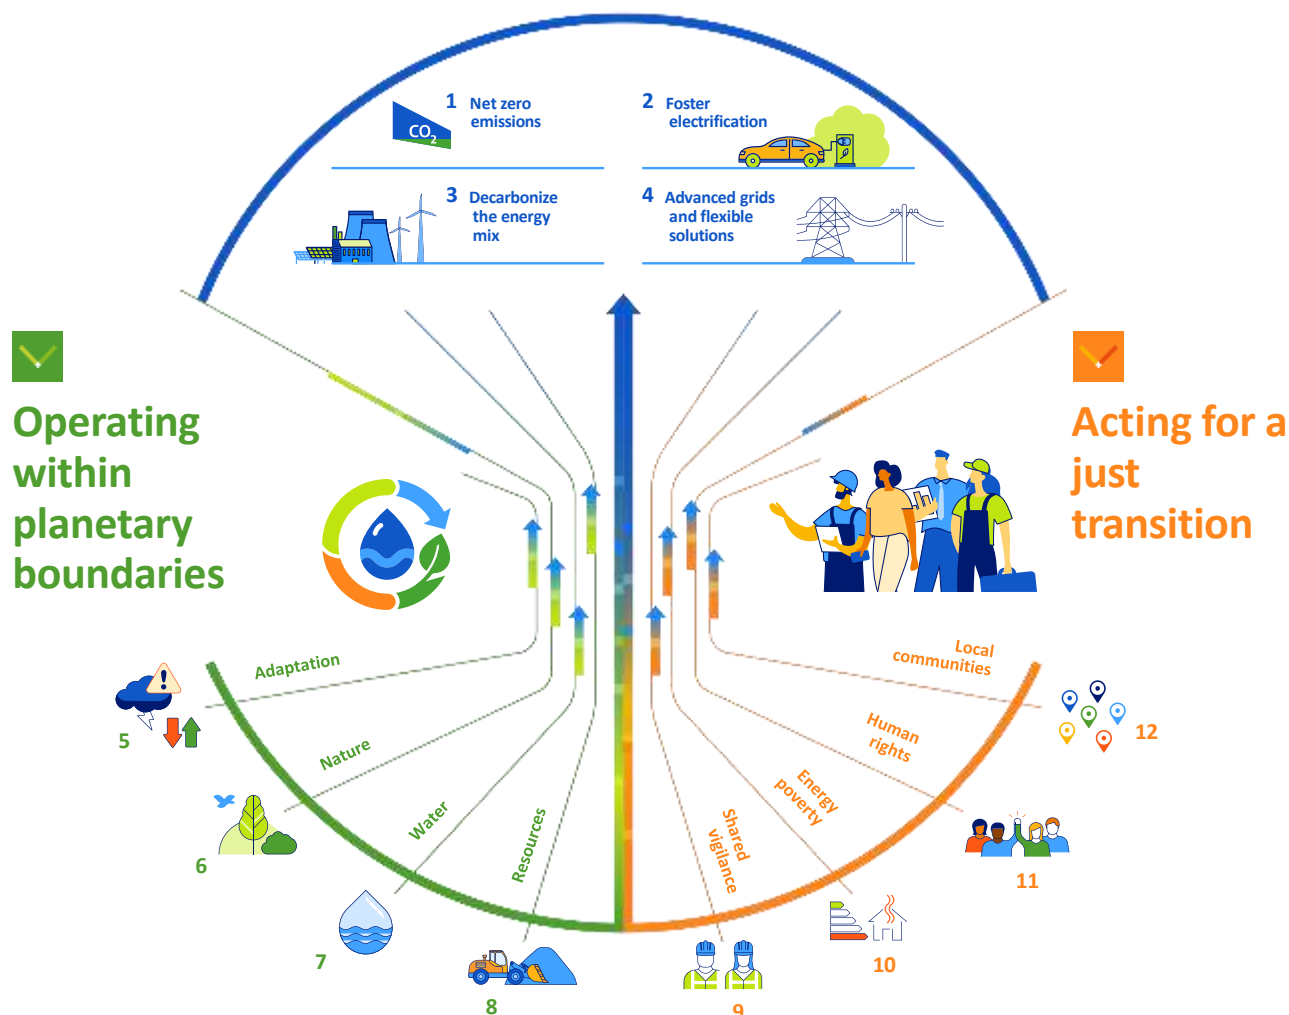 1 Net zero
emissions
CO2
2 Foster
electrification
3 Decarbonize
the energy
mix
4 Advanced grids
and flexible
solutions
Operating
within
planetary
boundaries
Acting for a
just
transition
Adaptation
5
Nature
6
Water
7
Resources
8
Shared
vigilance
9
Energy
poverty
10
Human
rights
11
Local
communities
12